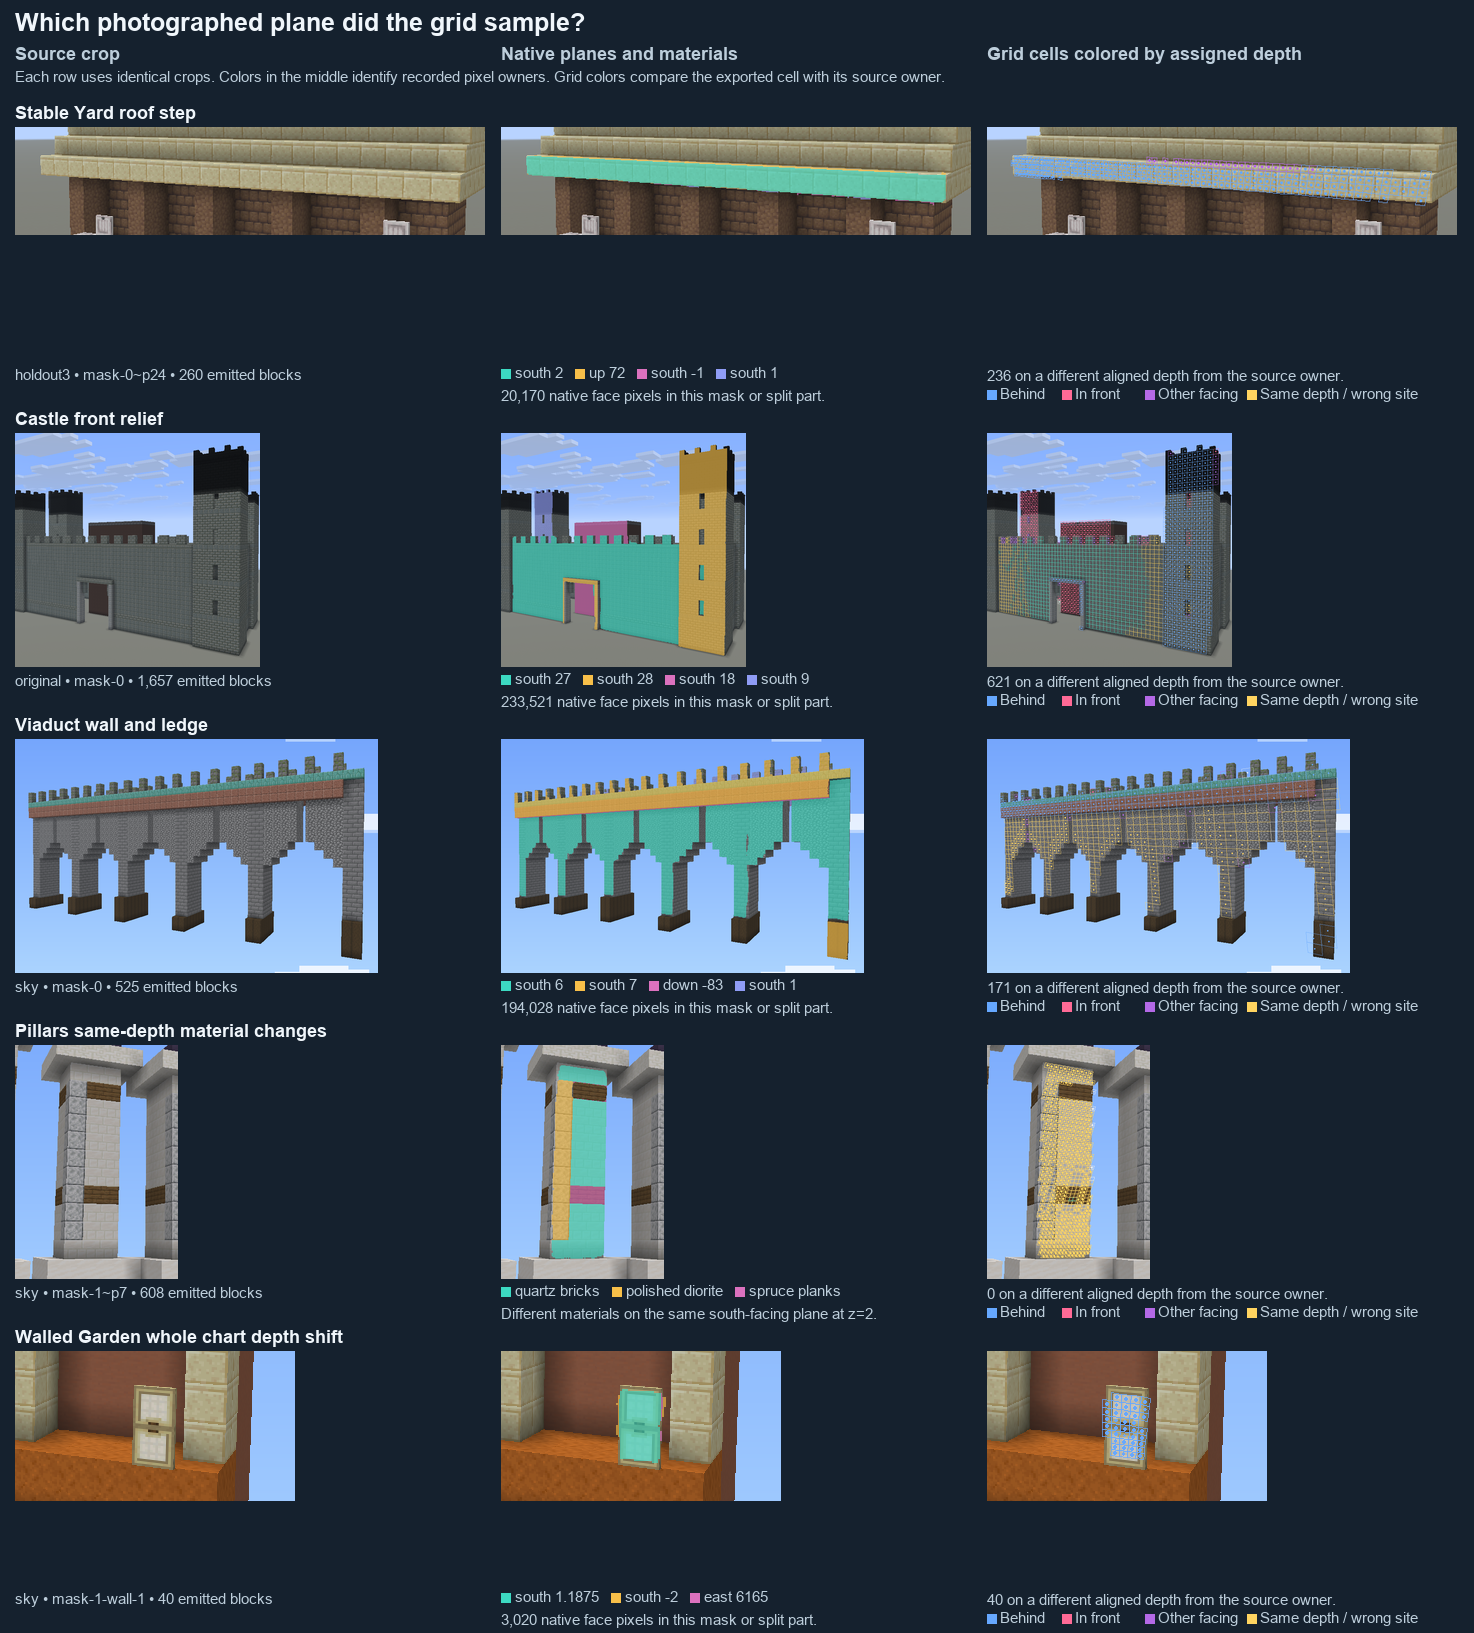 Which photographed plane did the grid sample?
Source crop
Native planes and materials
Grid cells colored by assigned depth
Each row uses identical crops. Colors in the middle identify recorded pixel owners. Grid colors compare the exported cell with its source owner.
Stable Yard roof step
holdout3 • mask-0~p24 • 260 emitted blocks
south 2 up 72 south -1 south 1
20,170 native face pixels in this mask or split part.
236 on a different aligned depth from the source owner.
Behind In front Other facing Same depth / wrong site
Castle front relief
original • mask-0 • 1,657 emitted blocks
south 27 south 28 south 18 south 9
233,521 native face pixels in this mask or split part.
621 on a different aligned depth from the source owner.
Behind In front Other facing Same depth / wrong site
Viaduct wall and ledge
sky • mask-0 • 525 emitted blocks
south 6 south 7 down -83 south 1
194,028 native face pixels in this mask or split part.
171 on a different aligned depth from the source owner.
Behind In front Other facing Same depth / wrong site
Pillars same-depth material changes
sky • mask-1~p7 • 608 emitted blocks
quartz bricks polished diorite spruce planks
Different materials on the same south-facing plane at z=2.
0 on a different aligned depth from the source owner.
Behind In front Other facing Same depth / wrong site
Walled Garden whole chart depth shift
sky • mask-1-wall-1 • 40 emitted blocks
south 1.1875 south -2 east 6165
3,020 native face pixels in this mask or split part.
40 on a different aligned depth from the source owner.
Behind In front Other facing Same depth / wrong site